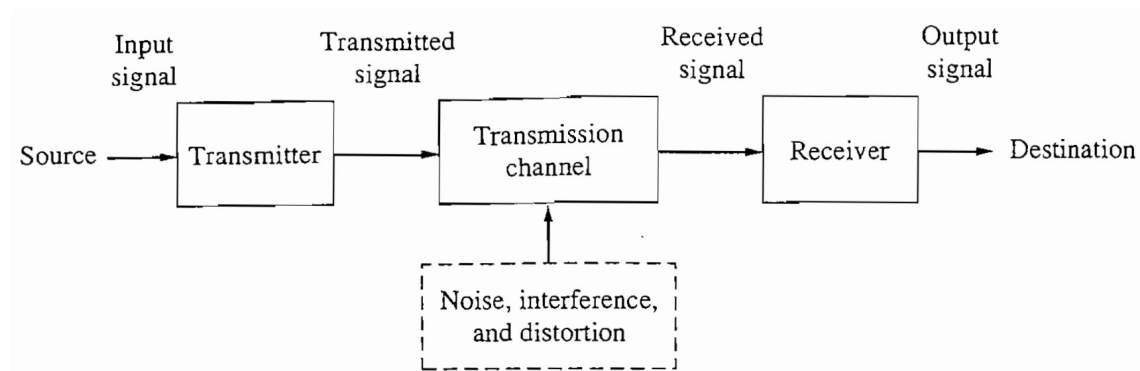 Input
signal
Transmitted
signal
Received
signal
Output
signal
Source
Transmitter
Transmission
channel
Receiver
Destination
Noise, interference,
and distortion